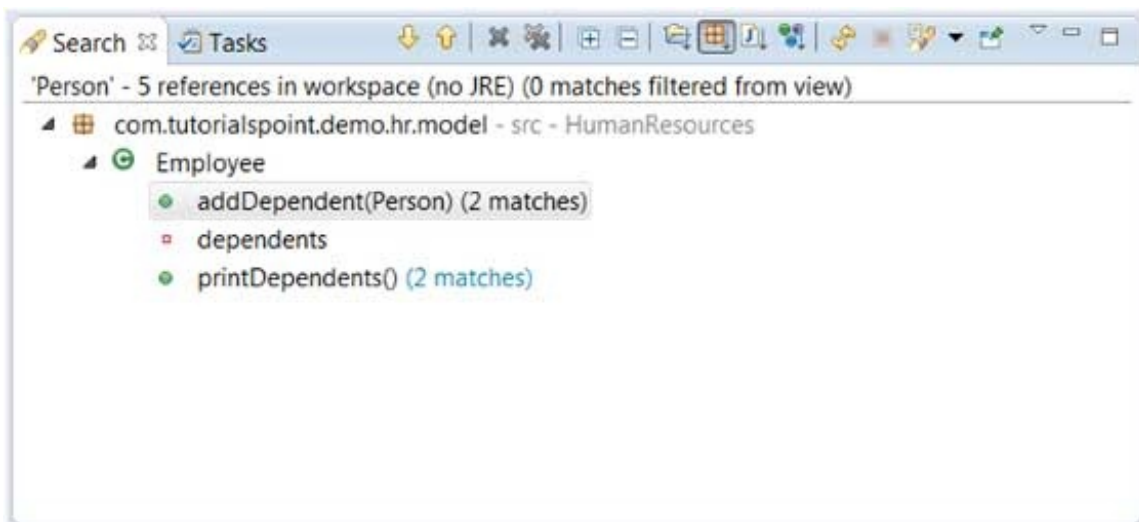 Search Tasks
'Person' - 5 references in workspace (no JRE) (0 matches filtered from view)
com.tutorialspoint.demo.hr.model - src - HumanResources
Employee
addDependent(Person) (2 matches)
dependents
printDependents() (2 matches)